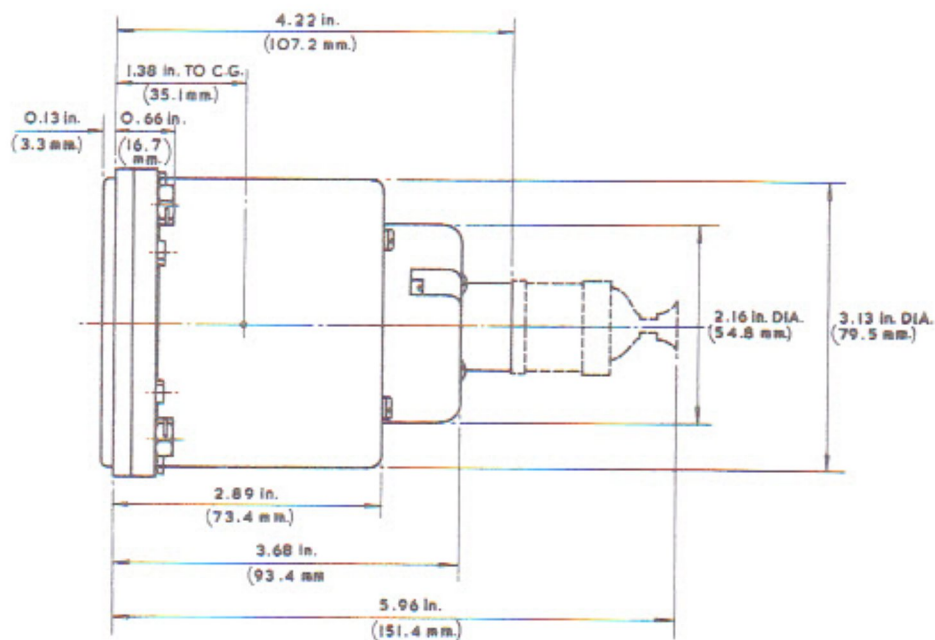 4.22 in.
(107.2 mm.)
1.38 in. TO C.G.
(35.1 mm.)
0.13 in.
(3.3 mm.)
0.66 in.
(16.7
mm.)
2.16 in. DIA.
(54.8 mm.)
3.13 in. DIA.
(79.5 mm.)
2.89 in.
(73.4 mm.)
3.68 in.
(93.4 mm
5.96 in.
(151.4 mm.)